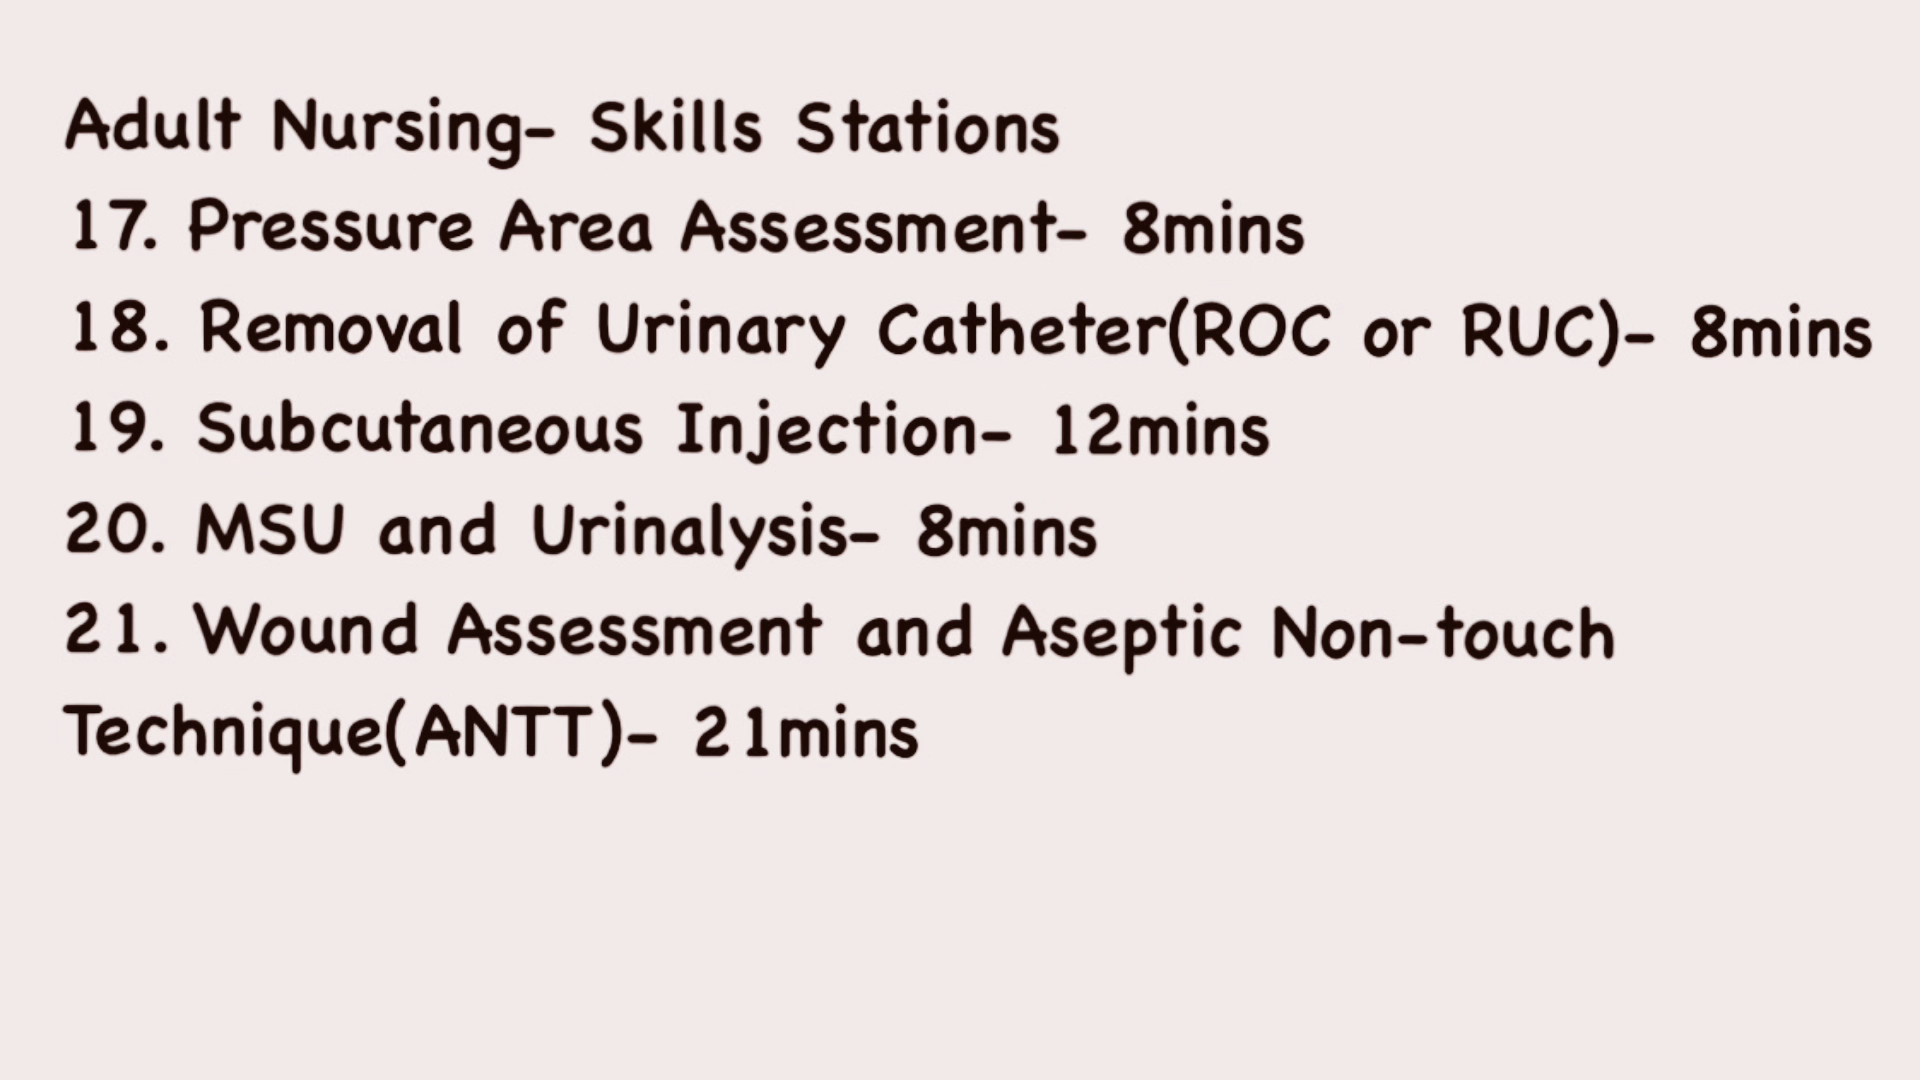 Adult Nursing- Skills Stations
17. Pressure Area Assessment- 8mins
18. Removal of Urinary Catheter(ROC or RUC)- 8mins
19. Subcutaneous Injection- 12mins
20. MSU and Urinalysis- 8mins
21. Wound Assessment and Aseptic Non-touch
Technique(ANTT)- 21mins